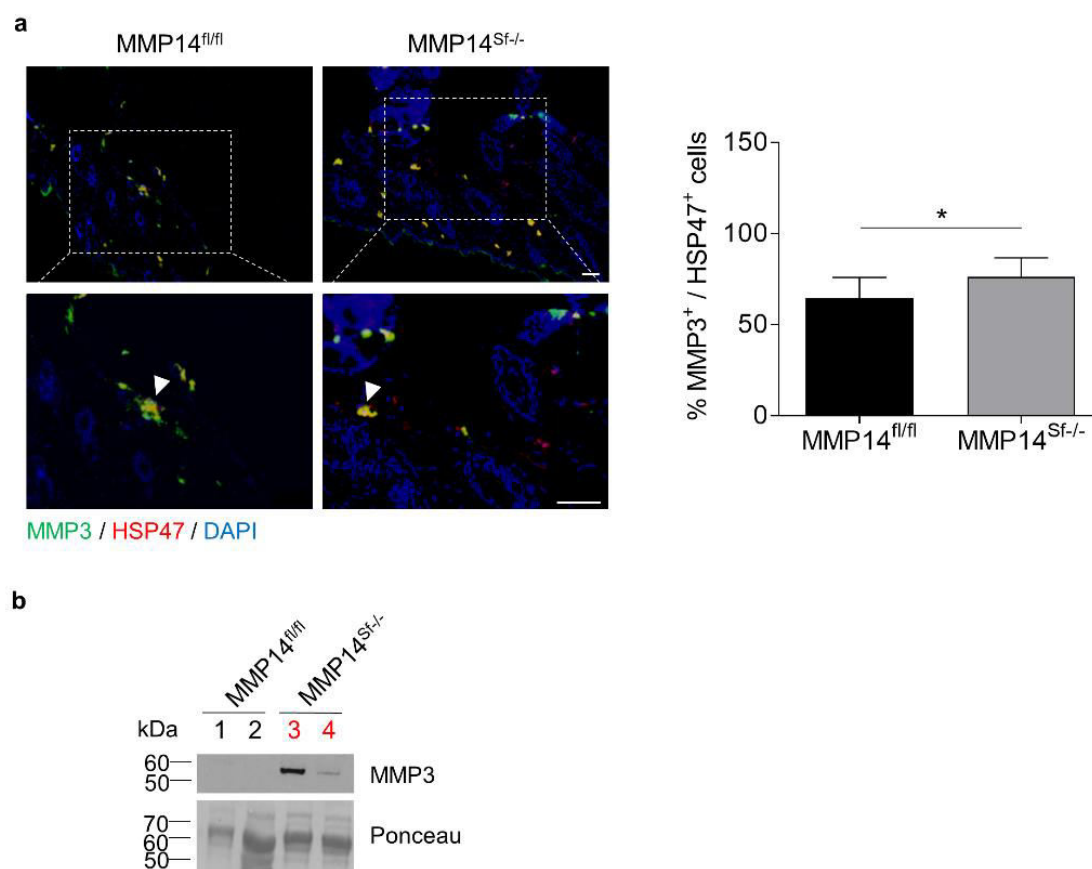 a
MMP14fl/fl
MMP14Sf-/-
MMP3 / HSP47 / DAPI
% MMP3+ / HSP47+ cells
150
100
50
0
*
MMP14fl/fl
MMP14Sf-/-
b
MMP14fl/fl
MMP14Sf-/-
kDa
1 2 3 4
60
50
MMP3
70
60
50
Ponceau